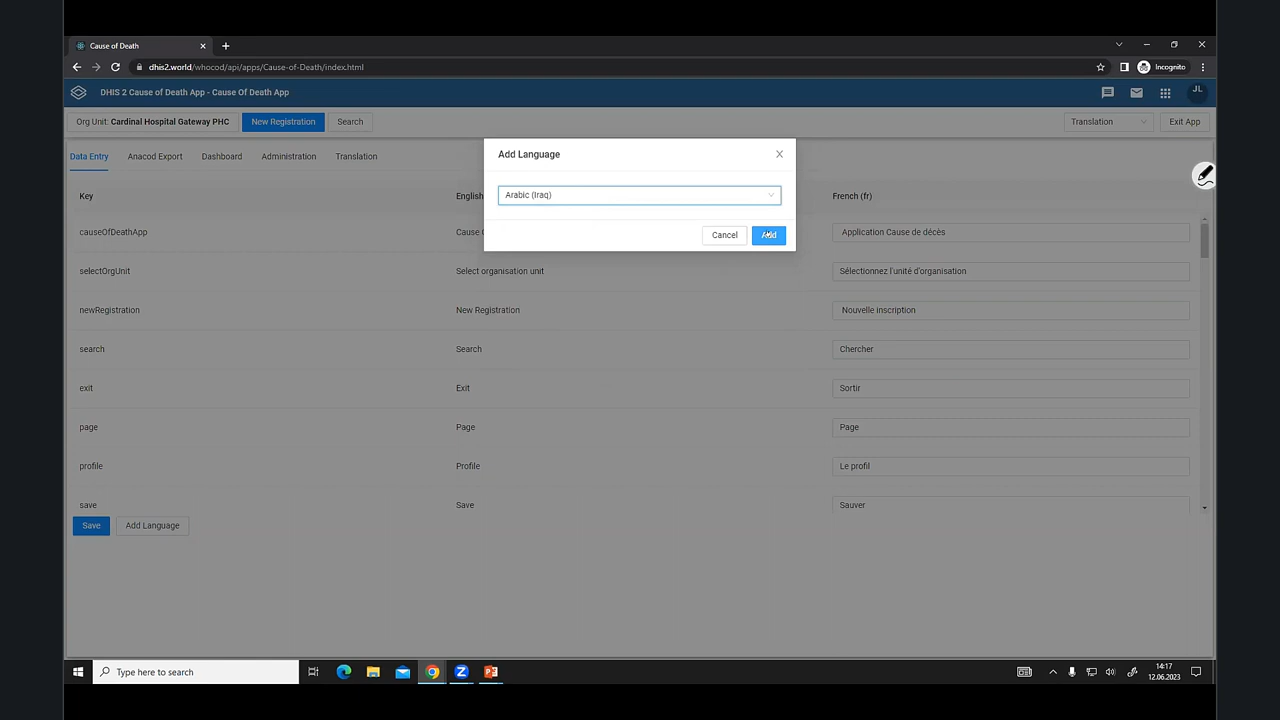 Cause of Death
dhis2.world/whocod/api/apps/Cause-of-Death/index.html
Incognito
DHIS 2 Cause of Death App - Cause Of Death App
JL
Org Unit: Cardinal Hospital Gateway PHC
New Registration
Search
Translation
Exit App
Data Entry
Anacod Export
Dashboard
Administration
Translation
Add Language
Arabic (Iraq)
Cancel
Add
Key
English
French (fr)
causeOfDeathApp
Cause
Application Cause de décès
selectOrgUnit
Select organisation unit
Sélectionnez l'unité d'organisation
newRegistration
New Registration
Nouvelle inscription
search
Search
Chercher
exit
Exit
Sortir
page
Page
Page
profile
Profile
Le profil
save
Save
Sauver
Save
Add Language
Type here to search
14:17
12.06.2023